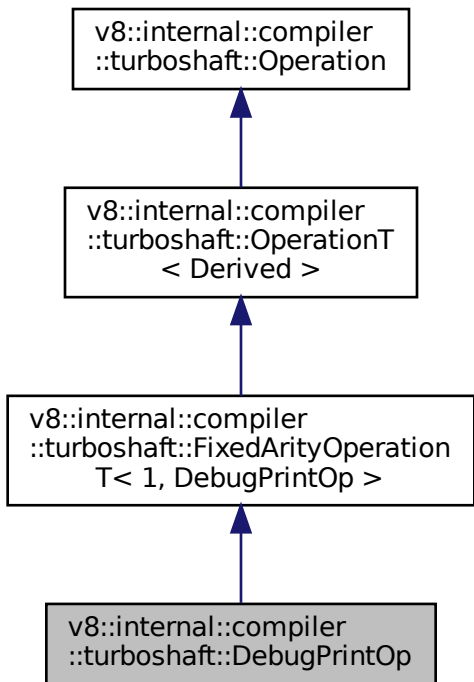 v8::internal::compiler
::turboshaft::Operation
v8::internal::compiler
::turboshaft::OperationT
< Derived >
v8::internal::compiler
::turboshaft::FixedArityOperation
T< 1, DebugPrintOp >
v8::internal::compiler
::turboshaft::DebugPrintOp